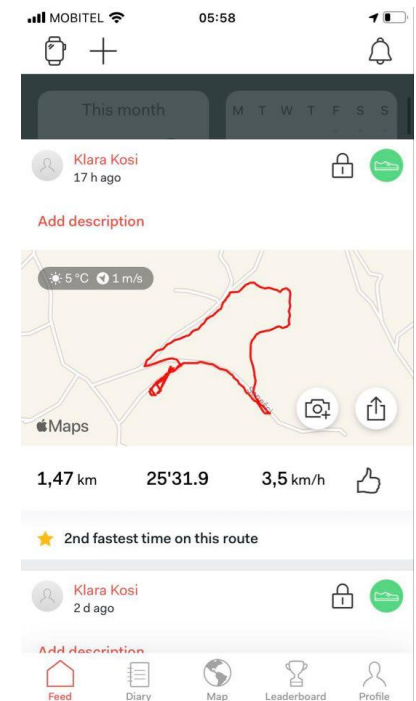 MOBITEL 05:58
This month M T W T F S S
Klara Kosi
17 h ago
Add description
5 °C 1 m/s
Maps
1,47 km 25'31.9 3,5 km/h
2nd fastest time on this route
Klara Kosi
2 d ago
Add description
Feed Diary Map Leaderboard Profile